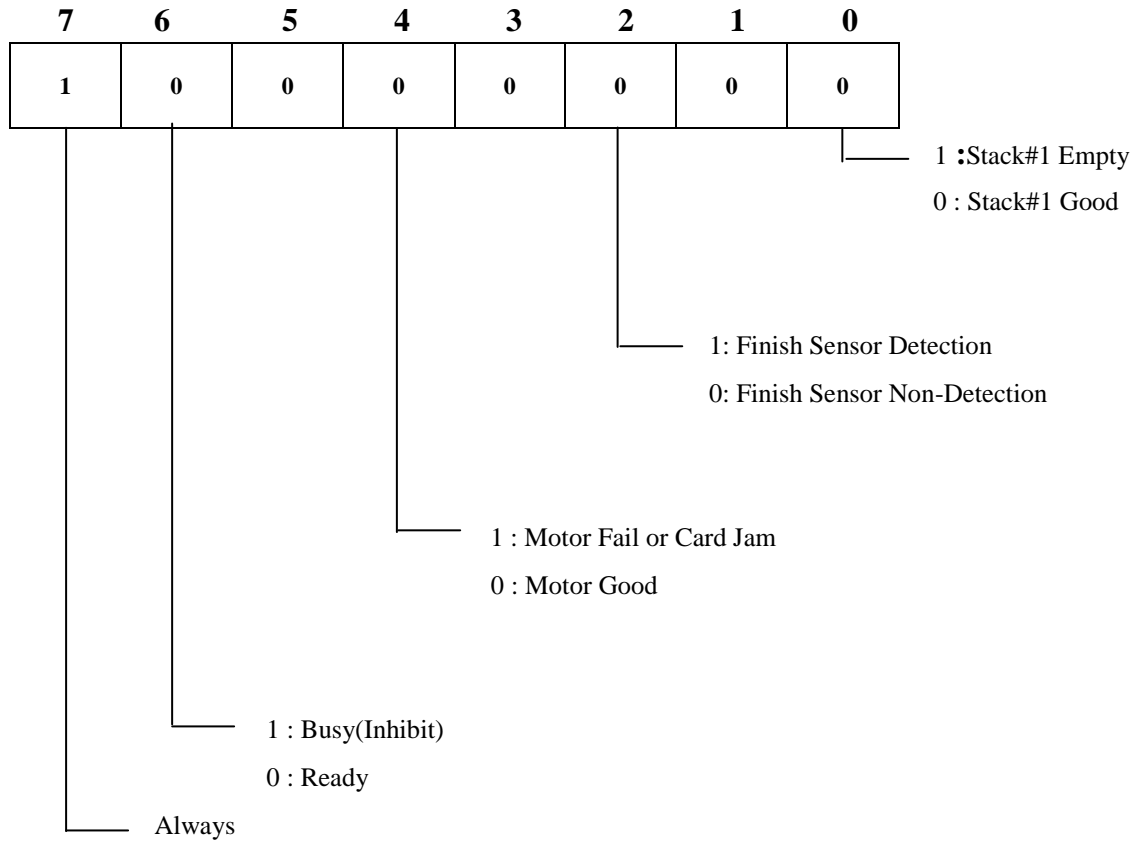 7 6 5 4 3 2 1 0
1 0 0 0 0 0 0 0
1 :Stack#1 Empty
0 : Stack#1 Good
1: Finish Sensor Detection
0: Finish Sensor Non-Detection
1 : Motor Fail or Card Jam
0 : Motor Good
1 : Busy(Inhibit)
0 : Ready
Always